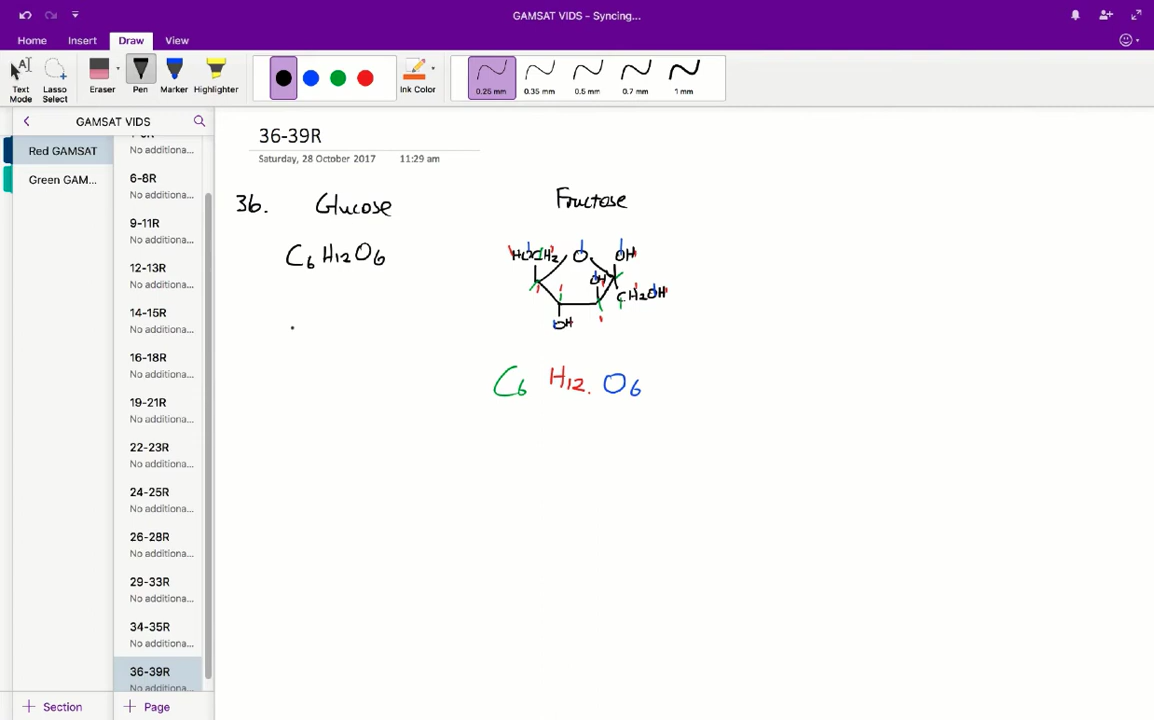 GAMSAT VIDS - Syncing...
Home Insert Draw View
Text Mode
Lasso Select
Eraser
Pen
Marker
Highlighter
Ink Color
0.25 mm 0.35 mm 0.5 mm 0.7 mm 1 mm
GAMSAT VIDS
Red GAMSAT
Green GAM...
No additiona...
6-8R
No additiona...
9-11R
No additiona...
12-13R
No additiona...
14-15R
No additiona...
16-18R
No additiona...
19-21R
No additiona...
22-23R
No additiona...
24-25R
No additiona...
26-28R
No additiona...
29-33R
No additiona...
34-35R
No additiona...
36-39R
No additiona...
+ Section + Page
36-39R
Saturday, 28 October 2017 11:29 am
36. Glucose Fructose
C6H12O6
HOCH2 O OH
OH
CH2OH
OH
C6 H12. O6